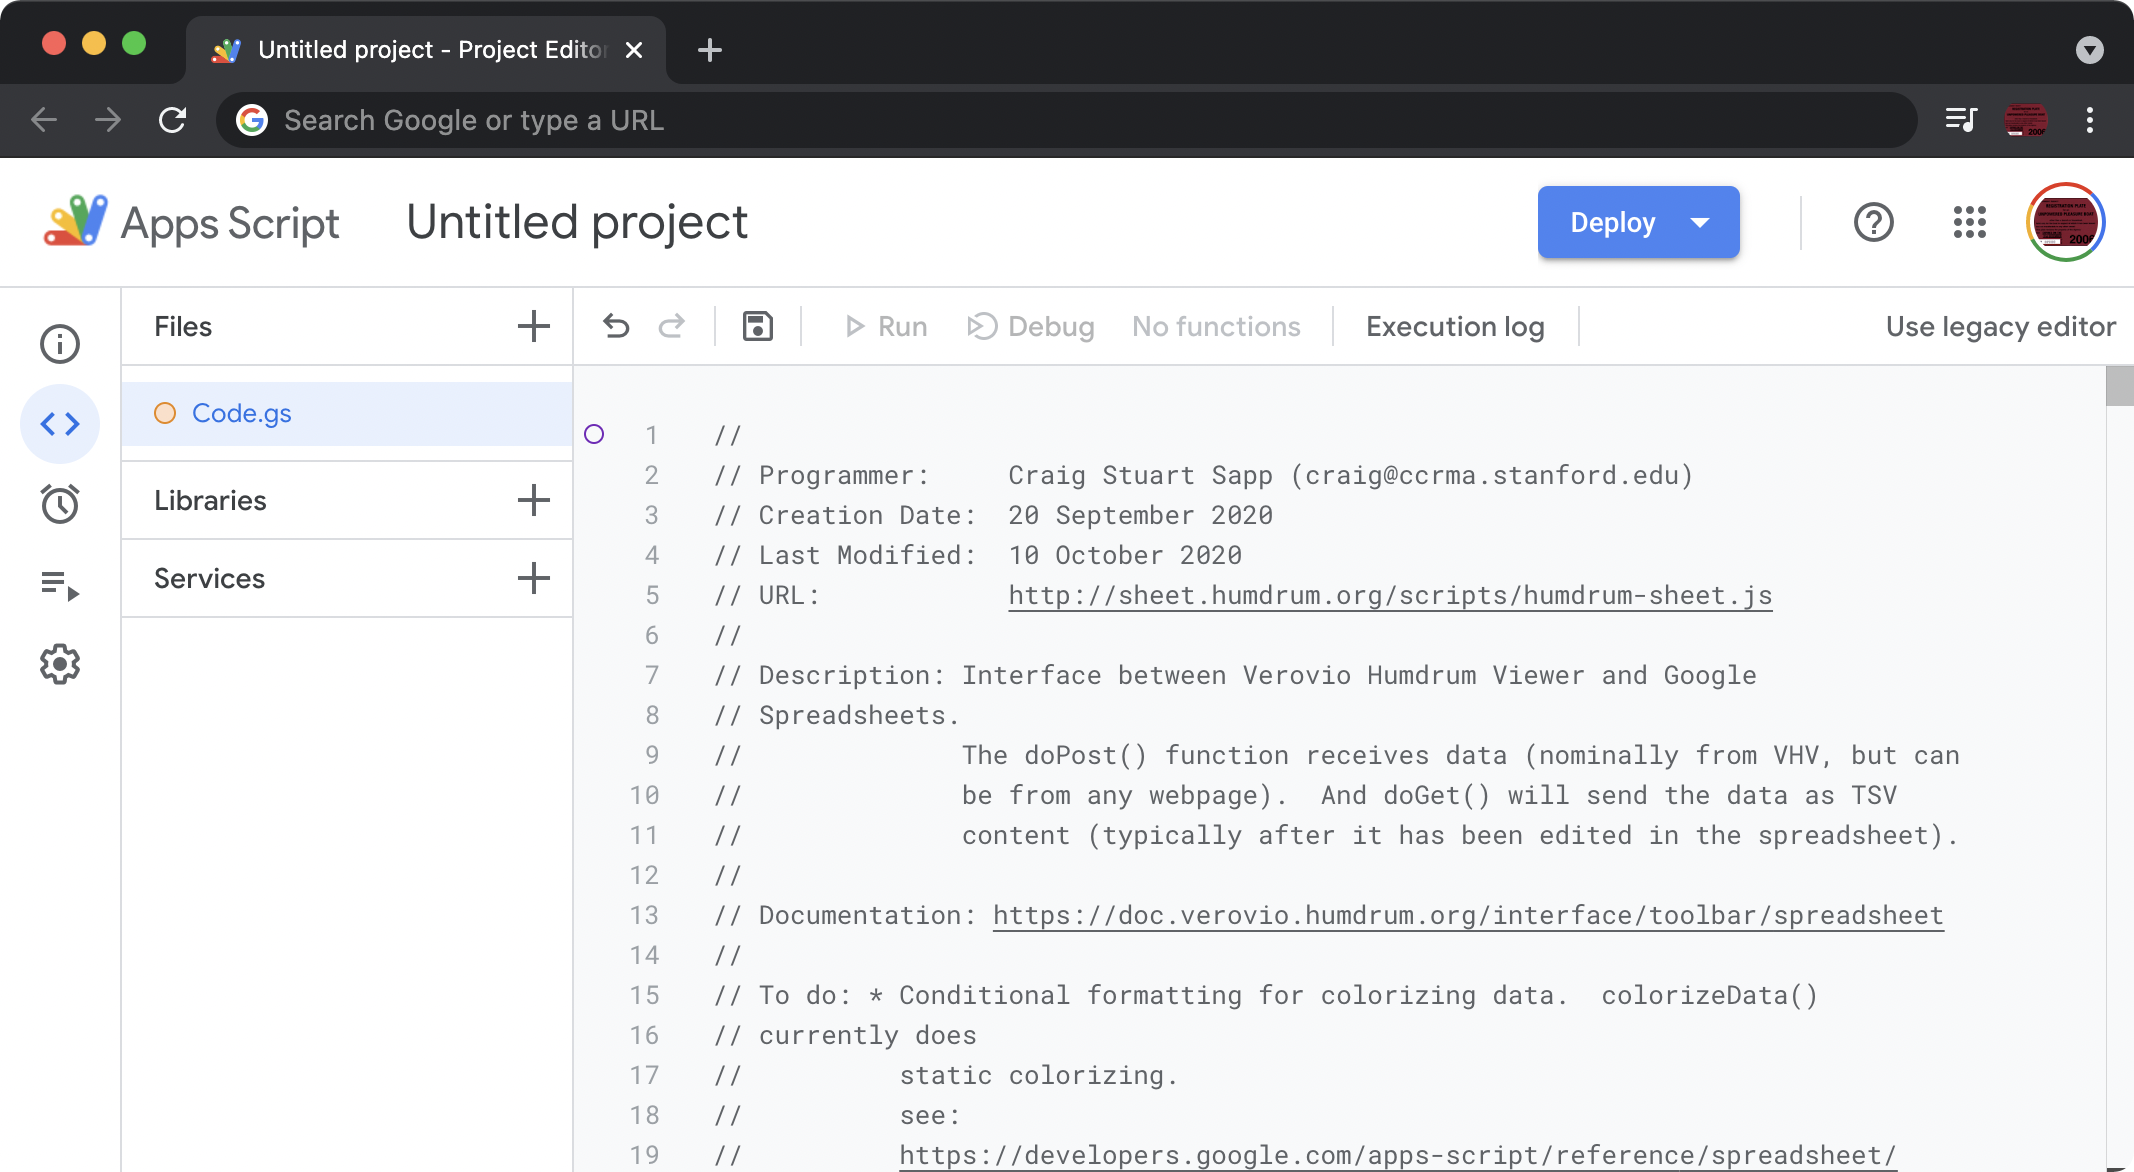 Untitled project - Project Editor
Search Google or type a URL
Apps Script
Untitled project
Deploy
Files
Run
Debug
No functions
Execution log
Use legacy editor
Code.gs
Libraries
Services
1 //
2 // Programmer: Craig Stuart Sapp (craig@ccrma.stanford.edu)
3 // Creation Date: 20 September 2020
4 // Last Modified: 10 October 2020
5 // URL: http://sheet.humdrum.org/scripts/humdrum-sheet.js
6 //
7 // Description: Interface between Verovio Humdrum Viewer and Google
8 // Spreadsheets.
9 // The doPost() function receives data (nominally from VHV, but can
10 // be from any webpage). And doGet() will send the data as TSV
11 // content (typically after it has been edited in the spreadsheet).
12 //
13 // Documentation: https://doc.verovio.humdrum.org/interface/toolbar/spreadsheet
14 //
15 // To do: * Conditional formatting for colorizing data. colorizeData()
16 // currently does
17 // static colorizing.
18 // see:
19 // https://developers.google.com/apps-script/reference/spreadsheet/